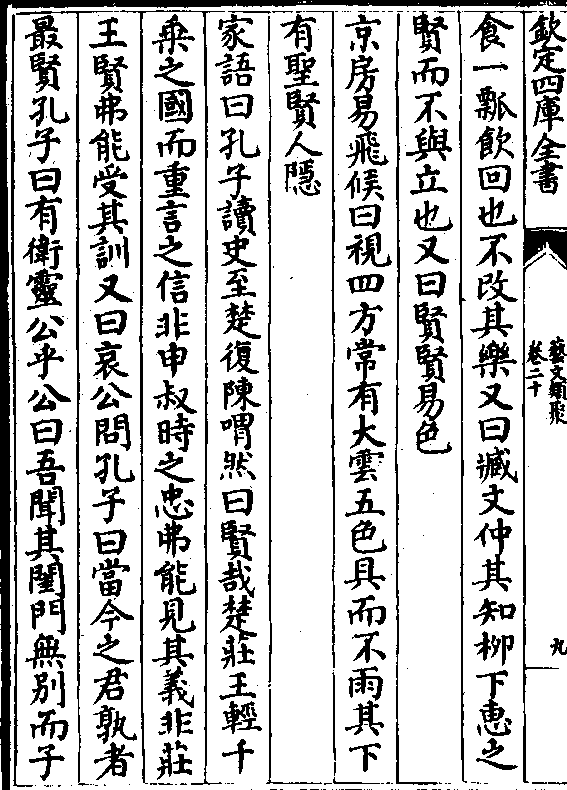 欽定四庫全書
藝文類聚
卷二十
九
食一瓢飲回也不改其樂又曰臧文仲其知柳下惠之
賢而不與立也又曰賢賢易色
京房易飛候曰視四方常有大雲五色具而不雨其下
有聖賢人隱
家語曰孔子讀史至楚復陳喟然曰賢哉楚莊王輕千
乘之國而重言之信非申叔時之忠弗能見其義非莊
王賢弗能受其訓又曰哀公問孔子曰當今之君孰者
最賢孔子曰有衛靈公乎公曰吾聞其閨門無別而子